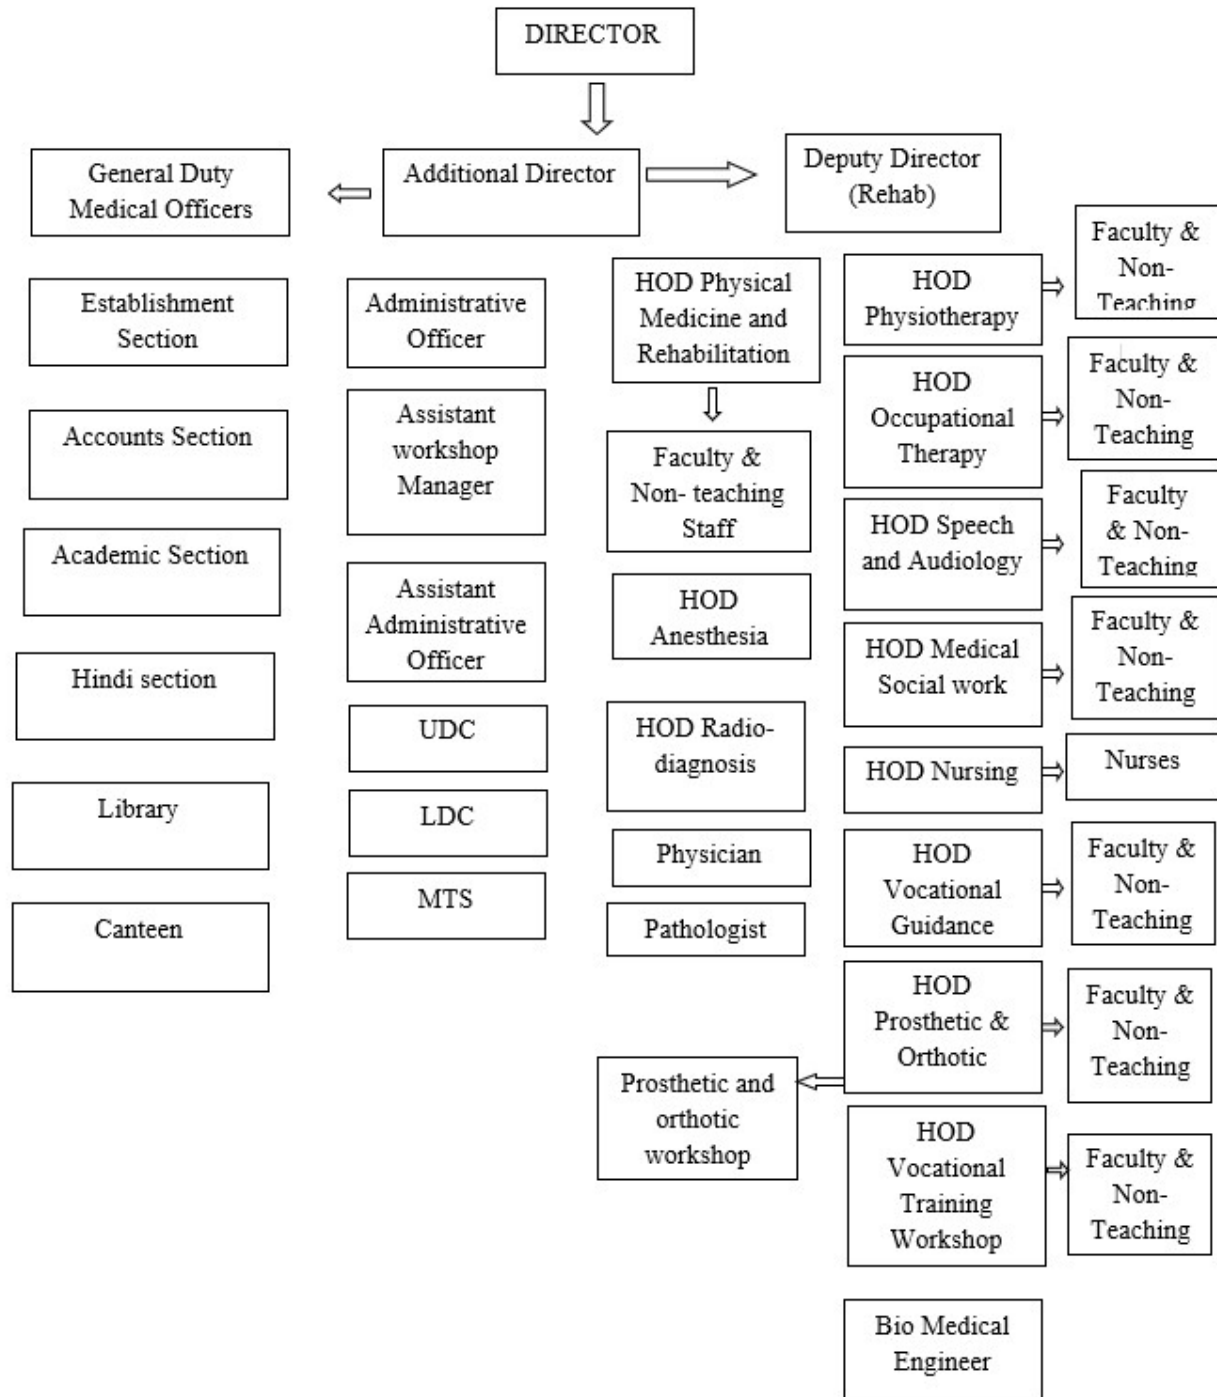 DIRECTOR
General Duty
Medical Officers
Additional Director
Deputy Director
(Rehab)
Establishment
Section
Accounts Section
Academic Section
Hindi section
Library
Canteen
Administrative
Officer
Assistant
workshop
Manager
Assistant
Administrative
Officer
UDC
LDC
MTS
HOD Physical
Medicine and
Rehabilitation
Faculty &
Non- teaching
Staff
HOD
Anesthesia
HOD Radio-
diagnosis
Physician
Pathologist
Prosthetic and
orthotic
workshop
HOD
Physiotherapy
Faculty &
Non-
Teaching
HOD
Occupational
Therapy
Faculty &
Non-
Teaching
HOD Speech
and Audiology
Faculty
& Non-
Teaching
HOD Medical
Social work
Faculty &
Non-
Teaching
HOD Nursing
Nurses
HOD
Vocational
Guidance
Faculty &
Non-
Teaching
HOD
Prosthetic &
Orthotic
Faculty &
Non-
Teaching
HOD
Vocational
Training
Workshop
Faculty &
Non-
Teaching
Bio Medical
Engineer